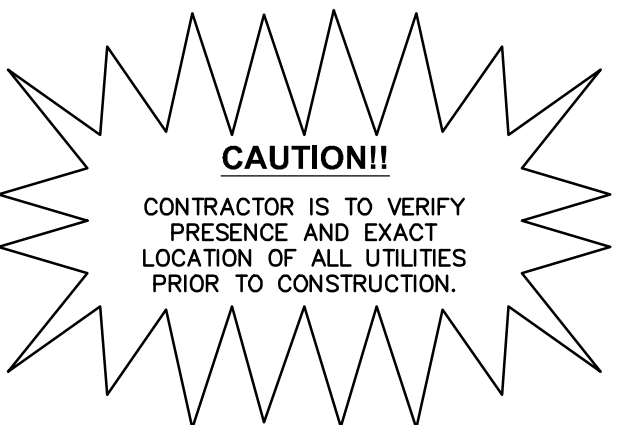 CAUTION!!
CONTRACTOR IS TO VERIFY
PRESENCE AND EXACT
LOCATION OF ALL UTILITIES
PRIOR TO CONSTRUCTION.